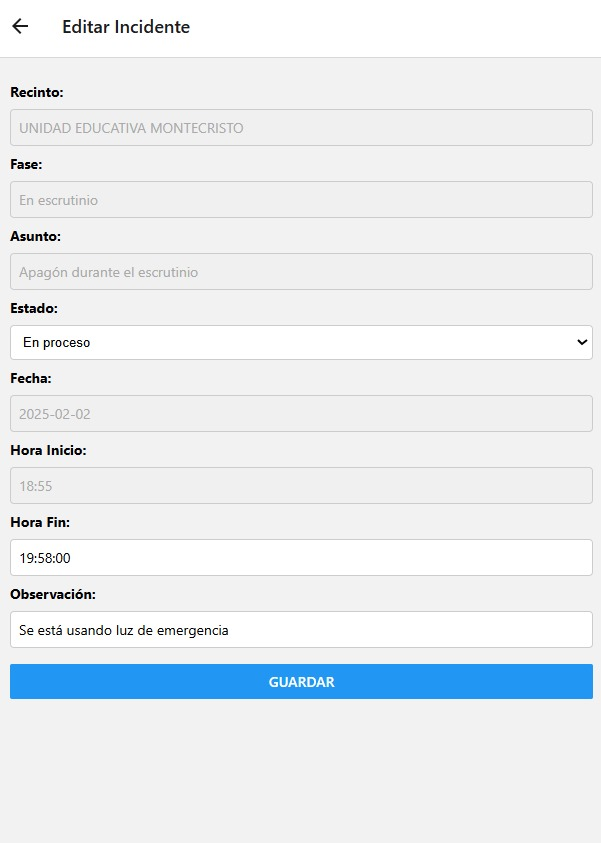 Editar Incidente
Recinto:
UNIDAD EDUCATIVA MONTECRISTO
Fase:
En escrutinio
Asunto:
Apagón durante el escrutinio
Estado:
En proceso
Fecha:
2025-02-02
Hora Inicio:
18:55
Hora Fin:
19:58:00
Observación:
Se está usando luz de emergencia
GUARDAR